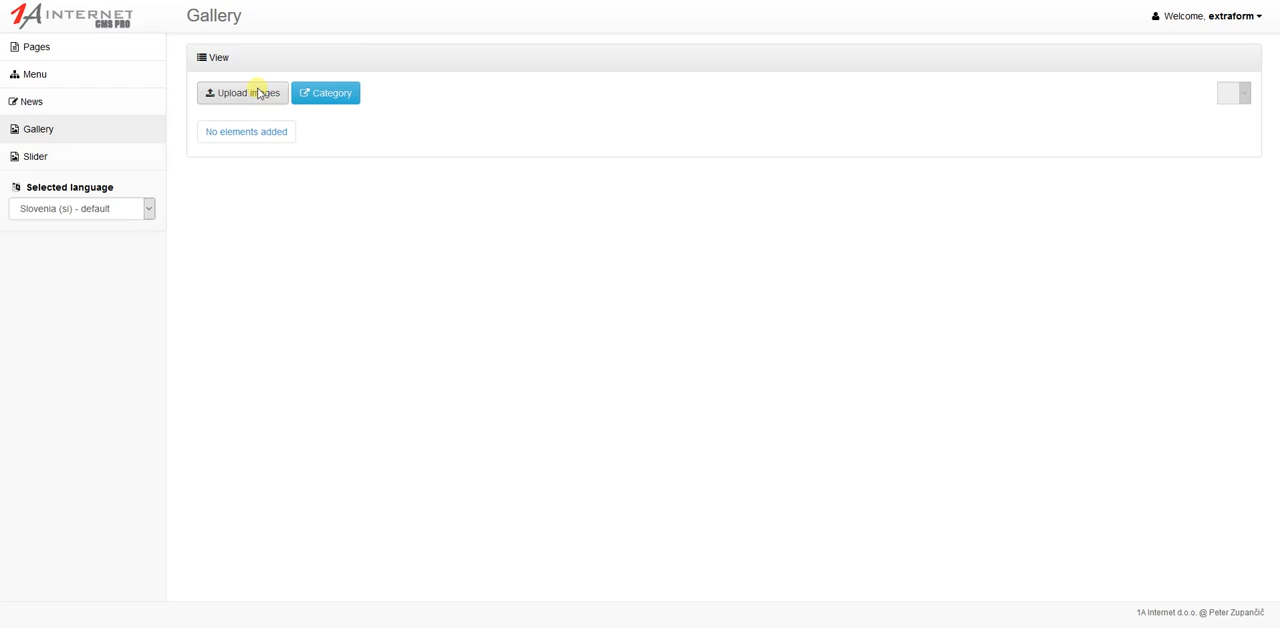 1A INTERNET
CMS PRO
Gallery
Welcome, extraform
Pages
Menu
News
Gallery
Slider
Selected language
Slovenia (si) - default
View
Upload images
Category
No elements added
1A Internet d.o.o. @ Peter Zupančič